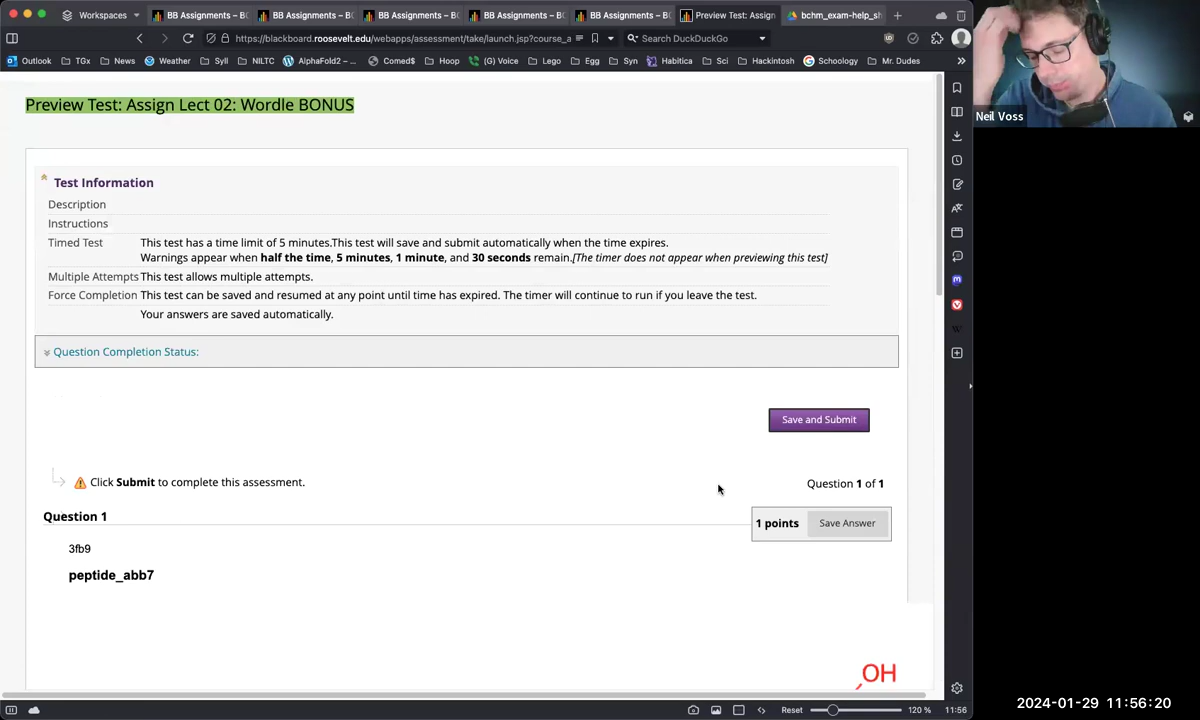 Workspaces
BB Assignments – BC
BB Assignments – BC
BB Assignments – BC
BB Assignments – BC
BB Assignments – BC
Preview Test: Assign
bchm_exam-help_sh
https://blackboard.roosevelt.edu/webapps/assessment/take/launch.jsp?course_a
Search DuckDuckGo
Outlook
TGx
News
Weather
Syll
NILTC
AlphaFold2 – ...
Comed$
Hoop
(G) Voice
Lego
Egg
Syn
Habitica
Sci
Hackintosh
Schoology
Mr. Dudes
Preview Test: Assign Lect 02: Wordle BONUS
Neil Voss
Test Information
Description
Instructions
Timed Test This test has a time limit of 5 minutes.This test will save and submit automatically when the time expires.
Warnings appear when half the time, 5 minutes, 1 minute, and 30 seconds remain.[The timer does not appear when previewing this test]
Multiple Attempts This test allows multiple attempts.
Force Completion This test can be saved and resumed at any point until time has expired. The timer will continue to run if you leave the test.
Your answers are saved automatically.
Question Completion Status:
Save and Submit
Click Submit to complete this assessment.
Question 1 of 1
Question 1
1 points
Save Answer
3fb9
peptide_abb7
OH
Reset
120 %
11:56
2024-01-29 11:56:20